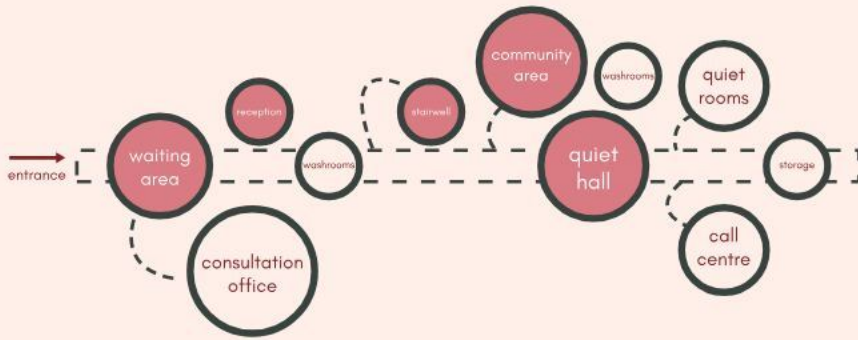 entrance
waiting
area
reception
consultation
office
washrooms
stairwell
community
area
washrooms
quiet
hall
quiet
rooms
call
centre
storage